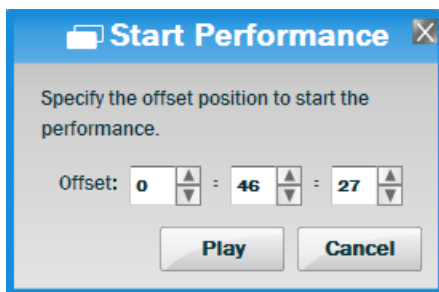 Start Performance
Specify the offset position to start the
performance.
Offset: 0 : 46 : 27
Play Cancel